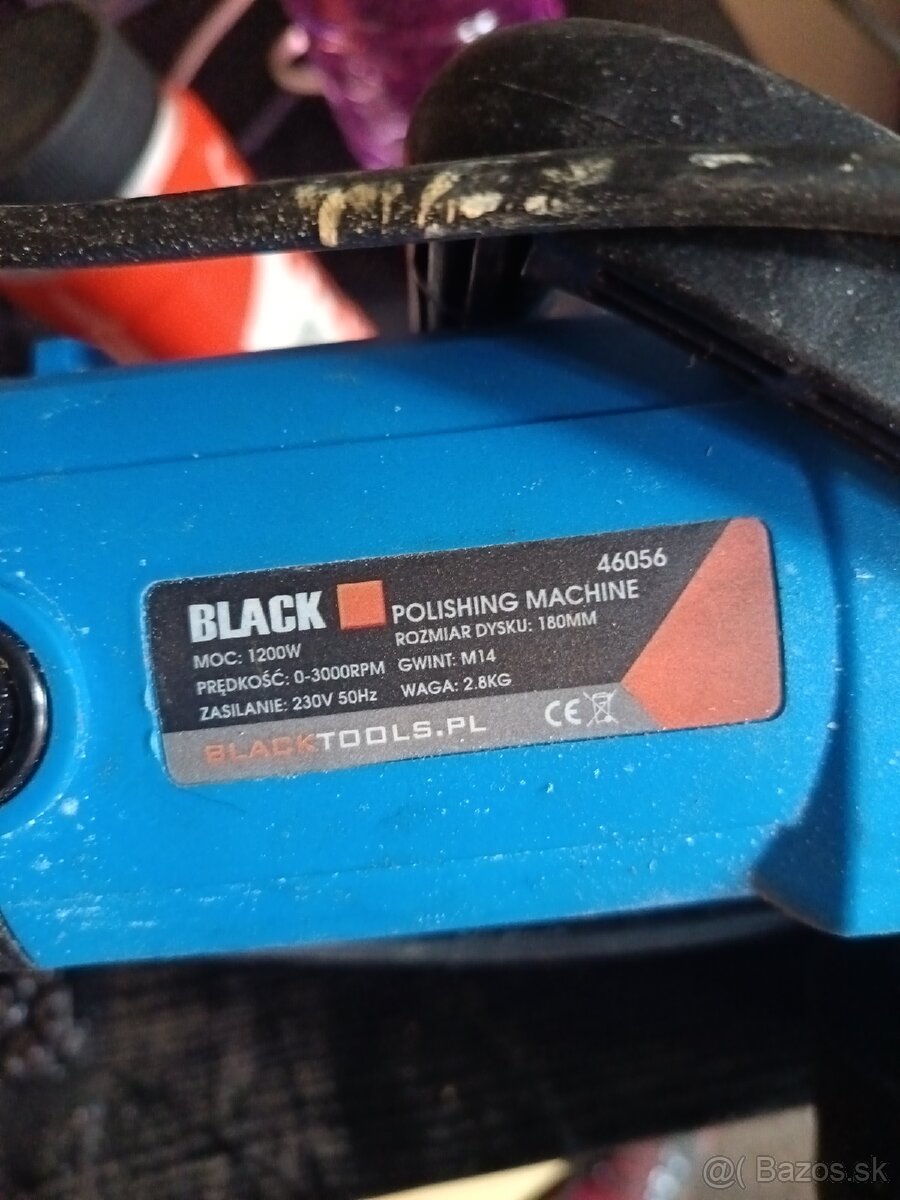 46056
BLACK POLISHING MACHINE
MOC: 1200W ROZMIAR DYSKU: 180MM
PRĘDKOŚĆ: 0-3000RPM GWINT: M14
ZASILANIE: 230V 50Hz WAGA: 2.8KG
BLACKTOOLS.PL CE
@( Bazos.sk